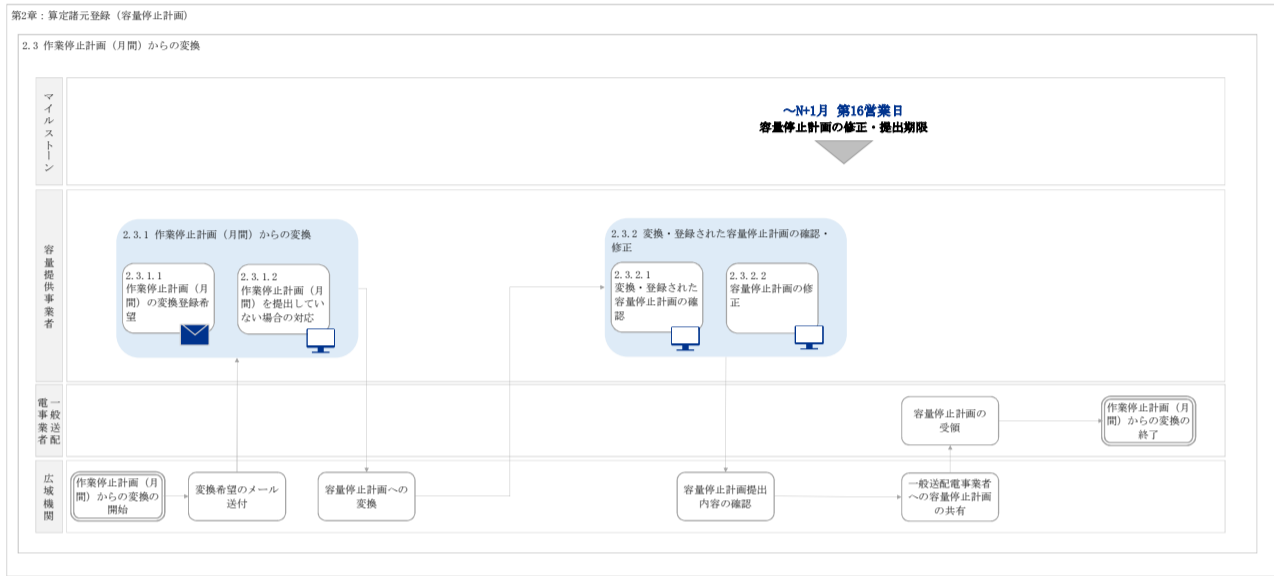 第2章：算定諸元登録（容量停止計画）
2.3 作業停止計画（月間）からの変換
マイルストーン
～N+1月 第16営業日
容量停止計画の修正・提出期限
容量提供事業者
2.3.1 作業停止計画（月間）からの変換
2.3.1.1
作業停止計画（月
間）の変換登録希
望
2.3.1.2
作業停止計画（月
間）を提出してい
ない場合の対応
2.3.2 変換・登録された容量停止計画の確認・
修正
2.3.2.1
変換・登録された
容量停止計画の確
認
2.3.2.2
容量停止計画の修
正
一般送配
電事業者
容量停止計画の
受領
作業停止計画（月
間）からの変換の
終了
広域機関
作業停止計画（月
間）からの変換の
開始
変換希望のメール
送付
容量停止計画への
変換
容量停止計画提出
内容の確認
一般送配電事業者
への容量停止計画
の共有